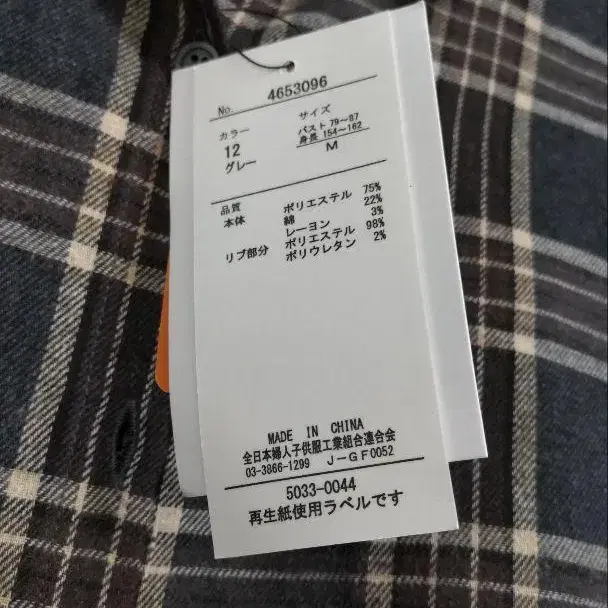 No. 4653096
カラー
12
グレー
サイズ
バスト 79～87
身長 154～162
M
品質
本体 ポリエステル 75%
綿 22%
レーヨン 3%
リブ部分 ポリエステル 98%
ポリウレタン 2%
MADE IN CHINA
全日本婦人子供服工業組合連合会
03-3866-1299 J-GF0052
5033-0044
再生紙使用ラベルです